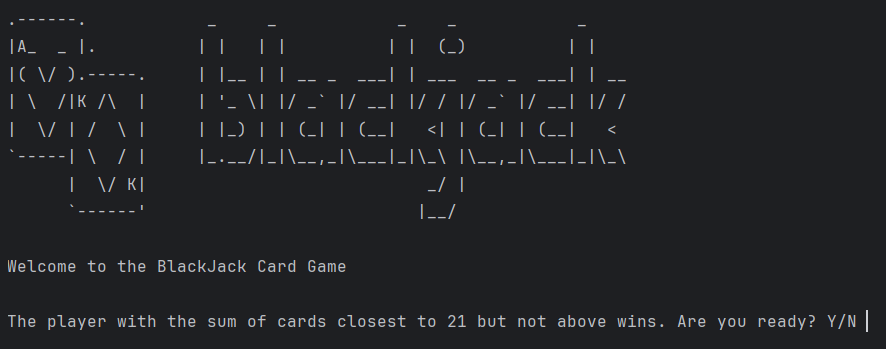 .------.            _     _            _    _            _
|A_  _ |.          | |   | |          | |  (_)          | |
|( \/ ).-----.     | |__ | | __ _  ___| | ___  __ _  ___| | __
| \  /|K /\  |     | '_ \| |/ _` |/ __| |/ / |/ _` |/ __| |/ /
|  \/ | /  \ |     | |_) | | (_| | (__|   <| | (_| | (__|   <
`-----| \  / |     |_.__/|_|\__,_|\___|_|\_\ |\__,_|\___|_|\_\
      |  \/ K|                            _/ |
      `------'                           |__/
Welcome to the BlackJack Card Game
The player with the sum of cards closest to 21 but not above wins. Are you ready? Y/N